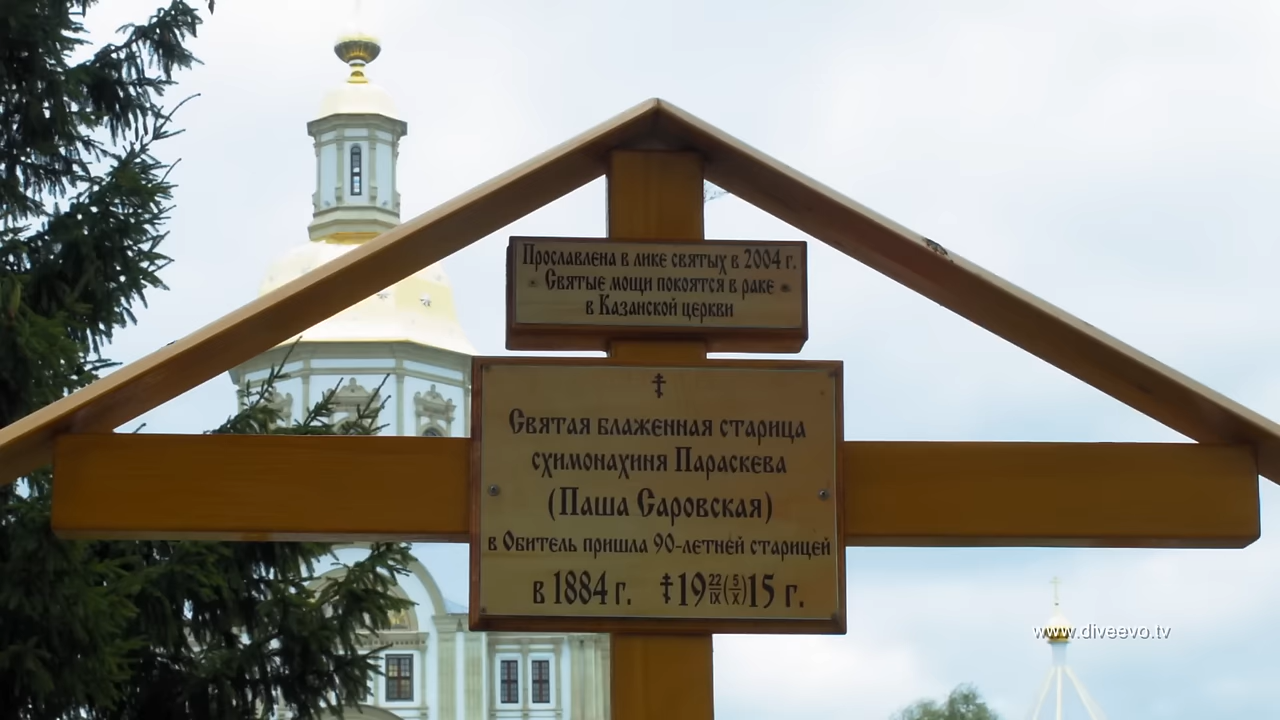 Прославлена в лике святых в 2004 г.
Святые мощи покоятся в раке
в Казанской церкви
Святая блаженная старица
схимонахиня Параскева
(Паша Саровская)
в Обитель пришла 90-летней старицей
в 1884 г. ‡19 22/IX (5/X) 15 г.
www.diveevo.tv